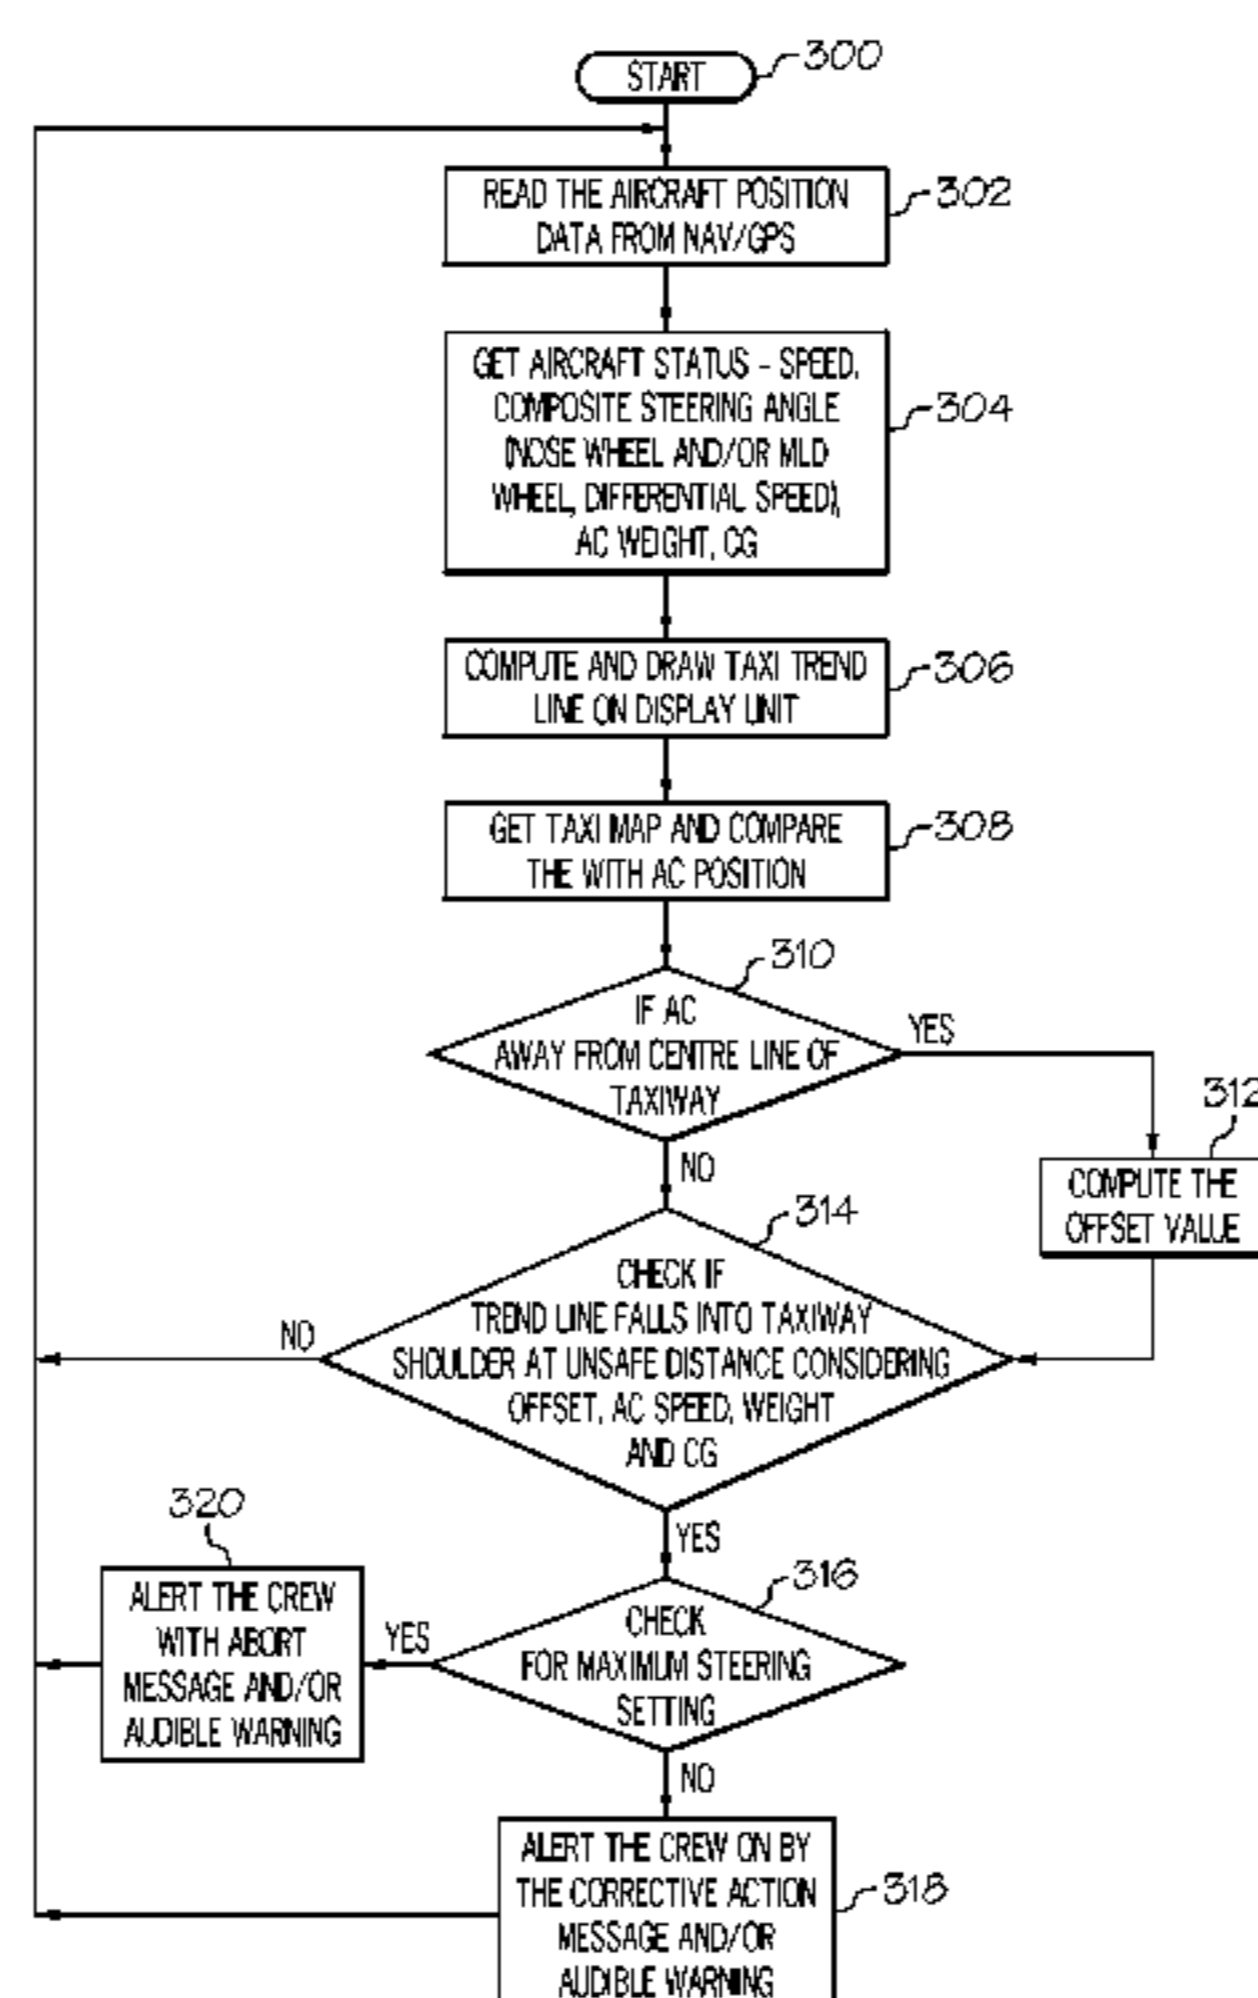 START
300
READ THE AIRCRAFT POSITION
DATA FROM NAV/GPS
302
GET AIRCRAFT STATUS - SPEED,
COMPOSITE STEERING ANGLE
(NOSE WHEEL AND/OR MLD
WHEEL, DIFFERENTIAL SPEED),
AC WEIGHT, CG
304
COMPUTE AND DRAW TAXI TREND
LINE ON DISPLAY UNIT
306
GET TAXI MAP AND COMPARE
THE WITH AC POSITION
308
310
IF AC
AWAY FROM CENTRE LINE OF
TAXIWAY
YES
NO
312
COMPUTE THE
OFFSET VALUE
314
CHECK IF
TREND LINE FALLS INTO TAXIWAY
SHOULDER AT UNSAFE DISTANCE CONSIDERING
OFFSET, AC SPEED, WEIGHT
AND CG
NO
YES
316
CHECK
FOR MAXIMUM STEERING
SETTING
YES
NO
320
ALERT THE CREW
WITH ABORT
MESSAGE AND/OR
AUDIBLE WARNING
ALERT THE CREW ON BY
THE CORRECTIVE ACTION
MESSAGE AND/OR
AUDIBLE WARNING
318